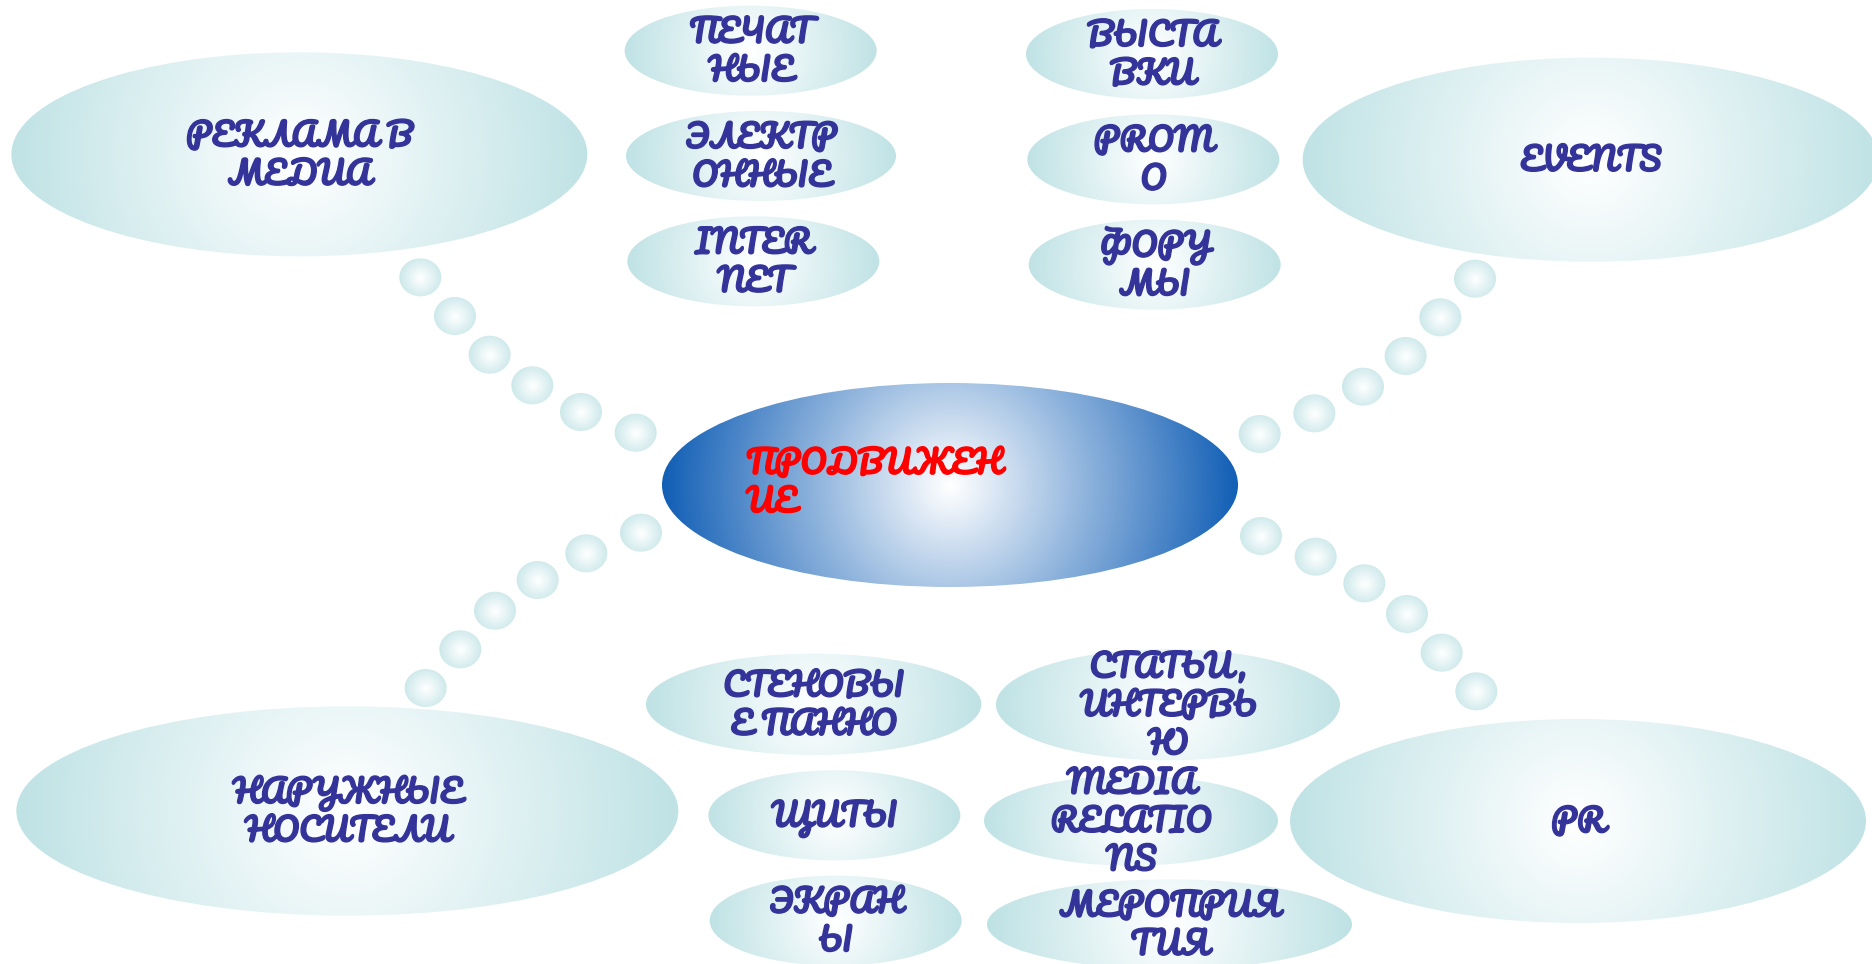 ПЕЧАТ
НЫЕ
ВЫСТА
ВКИ
РЕКЛАМА В
МЕДИА
ЭЛЕКТР
ОННЫЕ
PROM
O
EVENTS
INTER
NET
ФОРУ
МЫ
ПРОДВИЖЕН
ИЕ
СТЕНОВЫ
Е ПАННО
СТАТЬИ,
ИНТЕРВЬ
Ю
НАРУЖНЫЕ
НОСИТЕЛИ
ЩИТЫ
MEDIA
RELATIO
NS
PR
ЭКРАН
Ы
МЕРОПРИЯ
ТИЯ